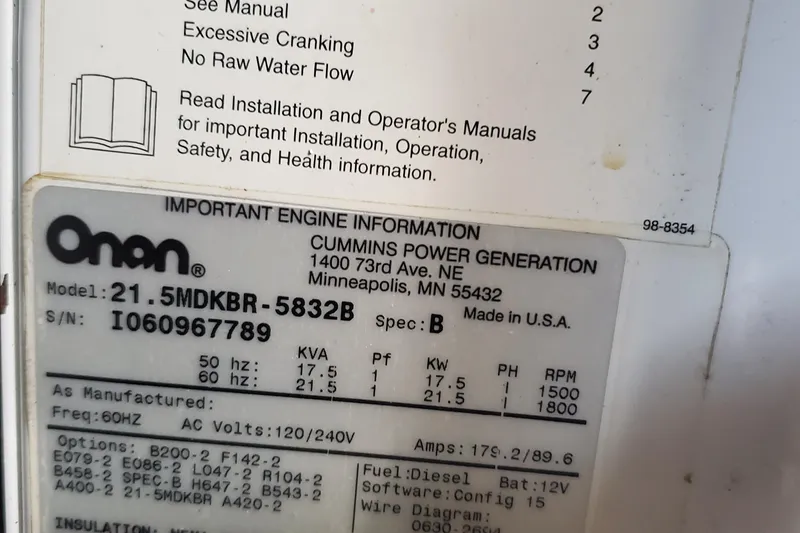 See Manual 2
Excessive Cranking 3
No Raw Water Flow 4
7
Read Installation and Operator's Manuals
for important Installation, Operation,
Safety, and Health information.
98-8354
IMPORTANT ENGINE INFORMATION
Onan®
CUMMINS POWER GENERATION
1400 73rd Ave. NE
Minneapolis, MN 55432
Made in U.S.A.
Model: 21.5MDKBR-5832B Spec: B
S/N: I060967789
KVA Pf KW PH RPM
50 hz: 17.5 1 17.5 1 1500
60 hz: 21.5 1 21.5 1 1800
As Manufactured:
Freq:60HZ AC Volts:120/240V Amps: 179.2/89.6
Options: B200-2 F142-2
E079-2 E086-2 L047-2 R104-2
B458-2 SPEC-B H647-2 B543-2
A400-2 21-5MDKBR A420-2
Fuel:Diesel Bat:12V
Software:Config 15
Wire Diagram:
INSULATION: